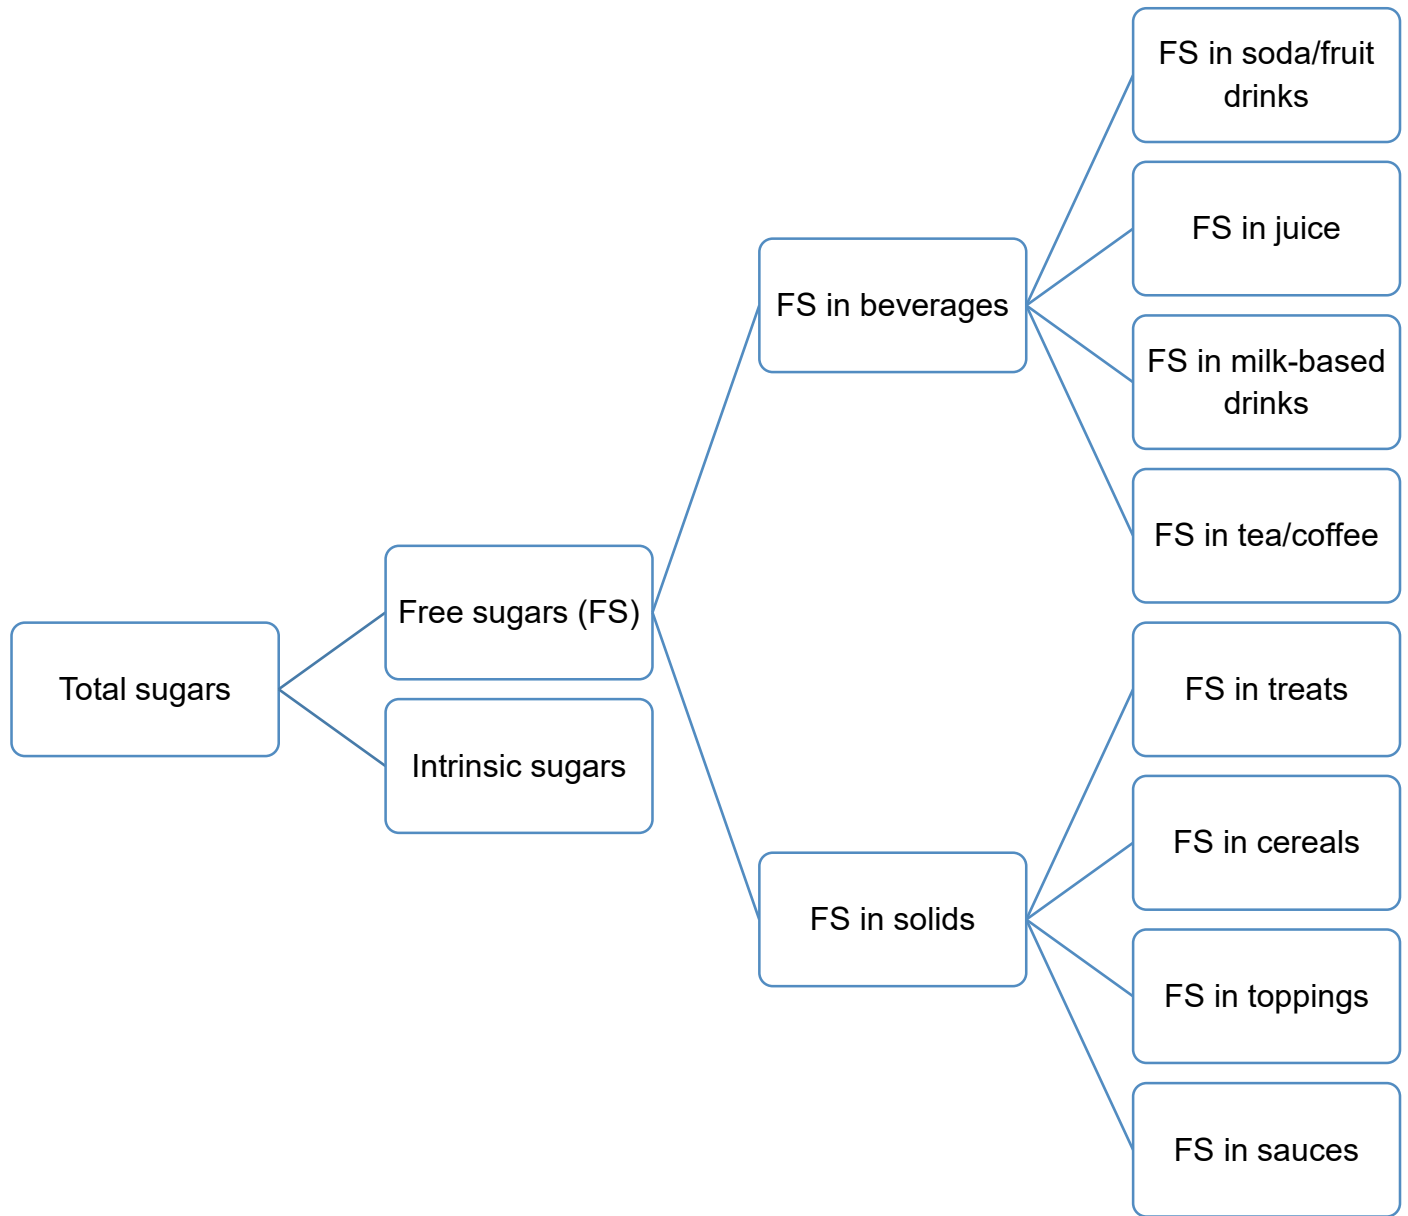 Total sugars
Free sugars (FS)
Intrinsic sugars
FS in beverages
FS in solids
FS in soda/fruit
drinks
FS in juice
FS in milk-based
drinks
FS in tea/coffee
FS in treats
FS in cereals
FS in toppings
FS in sauces